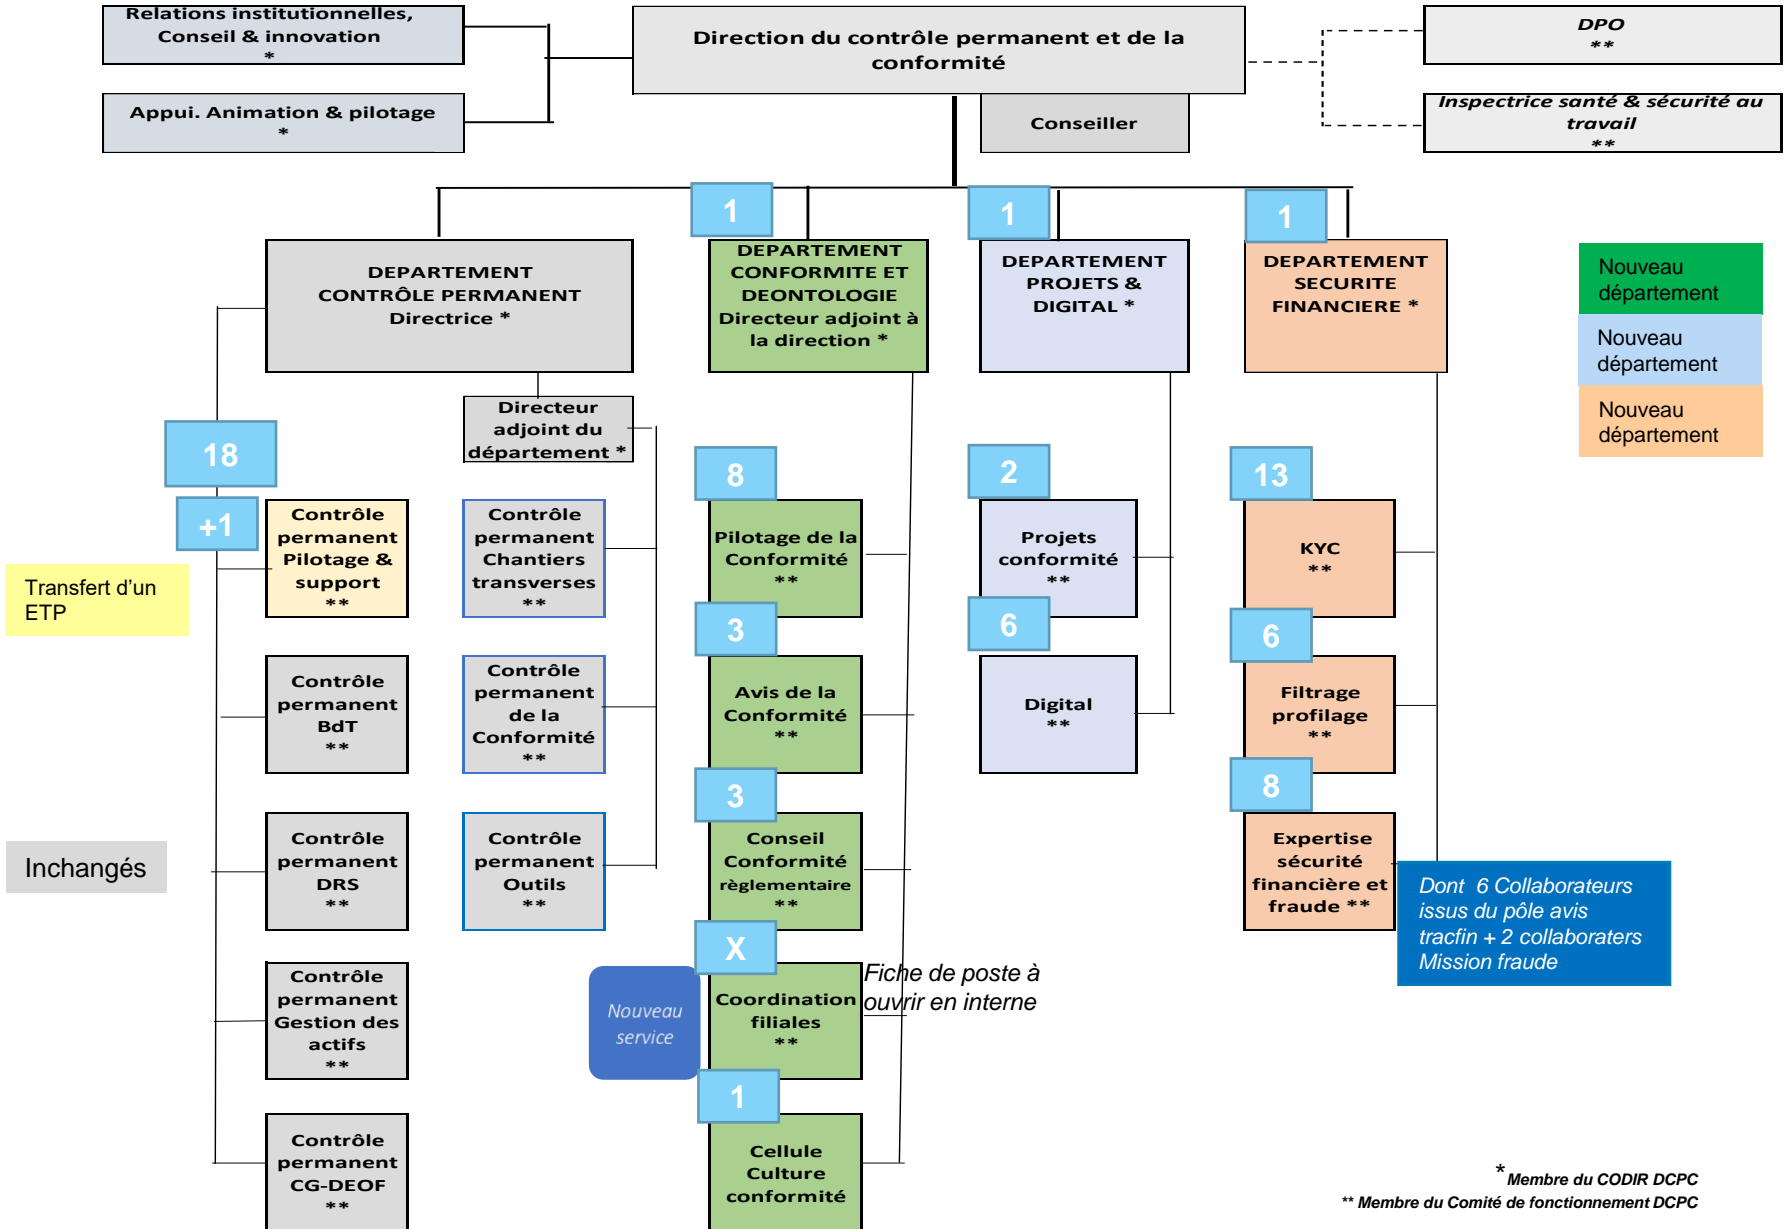 Relations institutionnelles,
Conseil & innovation
*
Appui. Animation & pilotage
*
Direction du contrôle permanent et de la
conformité
Conseiller
DPO
**
Inspectrice santé & sécurité au
travail
**
1
1
1
DEPARTEMENT
CONTRÔLE PERMANENT
Directrice *
DEPARTEMENT
CONFORMITE ET
DEONTOLOGIE
Directeur adjoint à
la direction *
DEPARTEMENT
PROJETS &
DIGITAL *
DEPARTEMENT
SECURITE
FINANCIERE *
Nouveau
département
Nouveau
département
Nouveau
département
Directeur
adjoint du
département *
18
+1
Transfert d'un
ETP
Inchangés
Contrôle
permanent
Pilotage &
support
**
Contrôle
permanent
BdT
**
Contrôle
permanent
DRS
**
Contrôle
permanent
Gestion des
actifs
**
Contrôle
permanent
CG-DEOF
**
Contrôle
permanent
Chantiers
transverses
**
Contrôle
permanent
de la
Conformité
**
Contrôle
permanent
Outils
**
8
Pilotage de la
Conformité
**
3
Avis de la
Conformité
**
3
Conseil
Conformité
règlementaire
**
X
Nouveau
service
Coordination
filiales
**
Fiche de poste à
ouvrir en interne
1
Cellule
Culture
conformité
2
Projets
conformité
**
6
Digital
**
13
KYC
**
6
Filtrage
profilage
**
8
Expertise
sécurité
financière et
fraude **
Dont 6 Collaborateurs
issus du pôle avis
tracfin + 2 collaboraters
Mission fraude
* Membre du CODIR DCPC
** Membre du Comité de fonctionnement DCPC